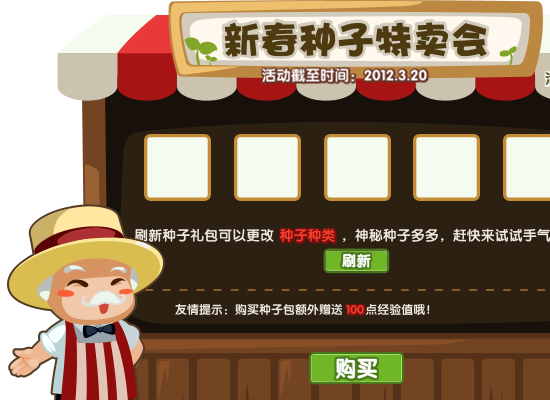 新春种子特卖会
活动截至时间：2012.3.20
刷新种子礼包可以更改 种子种类 ，神秘种子多多，赶快来试试手气
刷新
友情提示：购买种子包额外赠送 100 点经验值哦！
购买